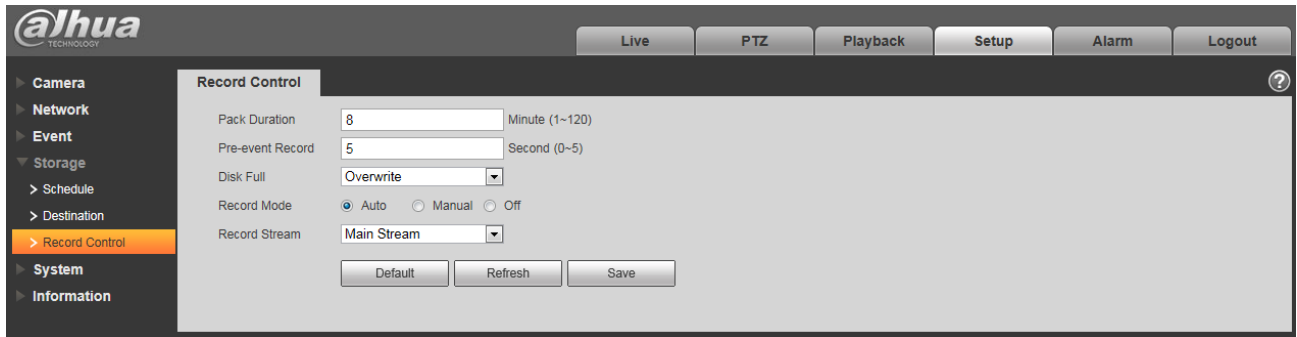 alhua
TECHNOLOGY
Live PTZ Playback Setup Alarm Logout
Camera
Network
Event
Storage
> Schedule
> Destination
> Record Control
System
Information
Record Control
?
Pack Duration 8 Minute (1~120)
Pre-event Record 5 Second (0~5)
Disk Full Overwrite
Record Mode Auto Manual Off
Record Stream Main Stream
Default Refresh Save